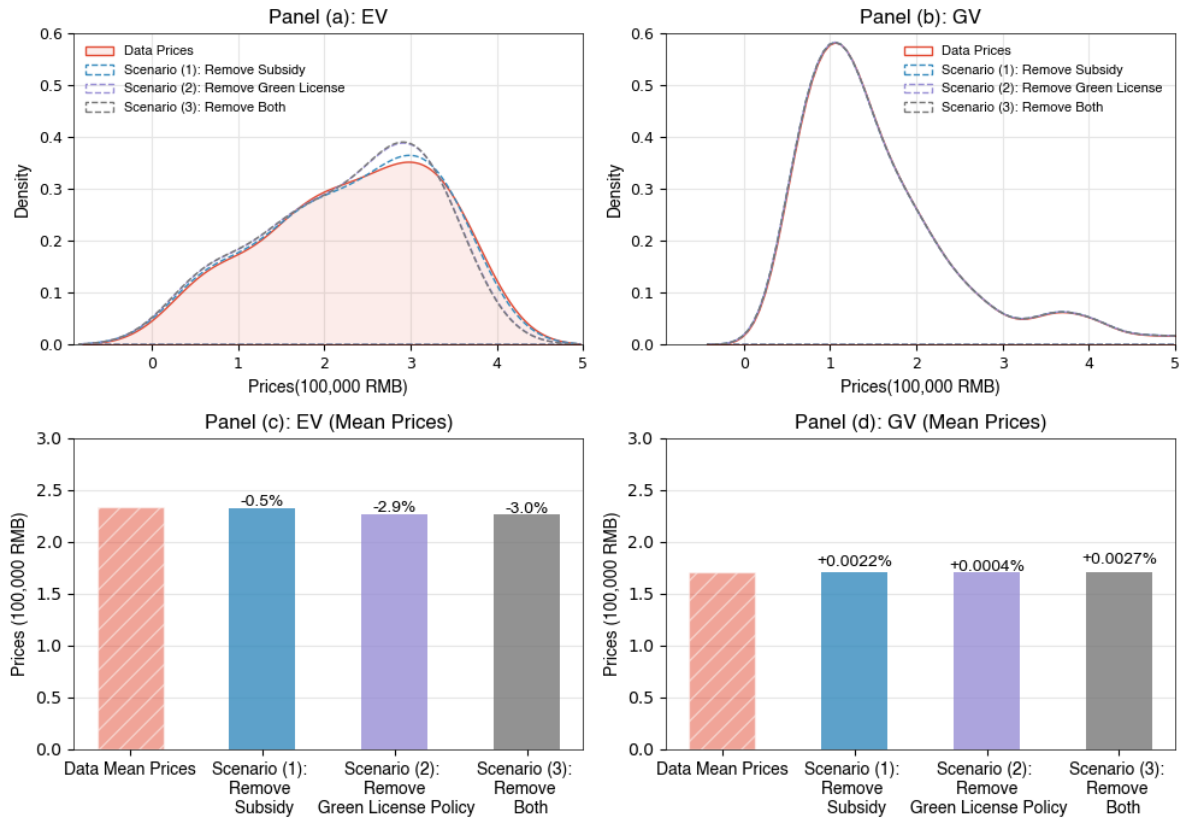 Panel (a): EV
0.6
0.5
0.4
0.3
0.2
0.1
0.0
Density
Data Prices
Scenario (1): Remove Subsidy
Scenario (2): Remove Green License
Scenario (3): Remove Both
0 1 2 3 4 5
Prices(100,000 RMB)
Panel (b): GV
0.6
0.5
0.4
0.3
0.2
0.1
0.0
Density
Data Prices
Scenario (1): Remove Subsidy
Scenario (2): Remove Green License
Scenario (3): Remove Both
0 1 2 3 4 5
Prices(100,000 RMB)
Panel (c): EV (Mean Prices)
3.0
2.5
2.0
1.5
1.0
0.5
0.0
Prices (100,000 RMB)
-0.5%
-2.9%
-3.0%
Data Mean Prices
Scenario (1):
Remove
Subsidy
Scenario (2):
Remove
Green License Policy
Scenario (3):
Remove
Both
Panel (d): GV (Mean Prices)
3.0
2.5
2.0
1.5
1.0
0.5
0.0
Prices (100,000 RMB)
+0.0022%
+0.0004%
+0.0027%
Data Mean Prices
Scenario (1):
Remove
Subsidy
Scenario (2):
Remove
Green License Policy
Scenario (3):
Remove
Both